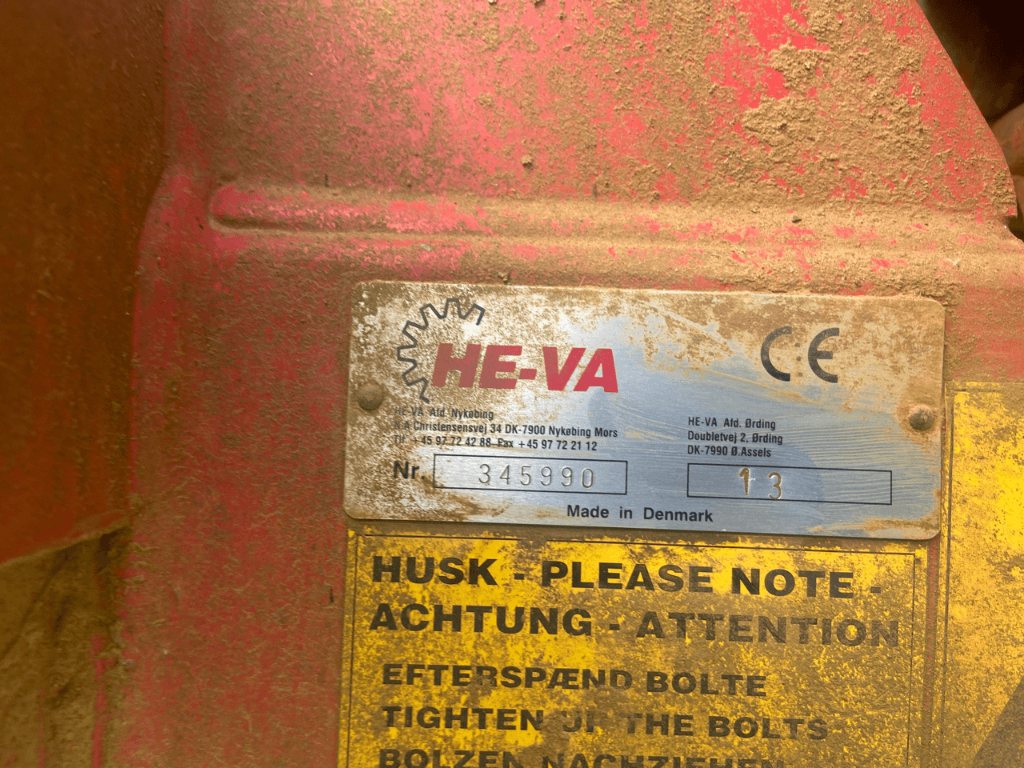 HE-VA
CE
HE-VA Afd. Nykøbing
N.A.Christensensvej 34 DK-7900 Nykøbing Mors
Tlf. +45 97 72 42 88 Fax +45 97 72 21 12
HE-VA Afd. Ørding
Doubletvej 2, Ørding
DK-7990 Ø.Assels
Nr. 345990
13
Made in Denmark
HUSK - PLEASE NOTE -
ACHTUNG - ATTENTION
EFTERSPÆND BOLTE
TIGHTEN UP THE BOLTS
BOLZEN NACHZIEHEN